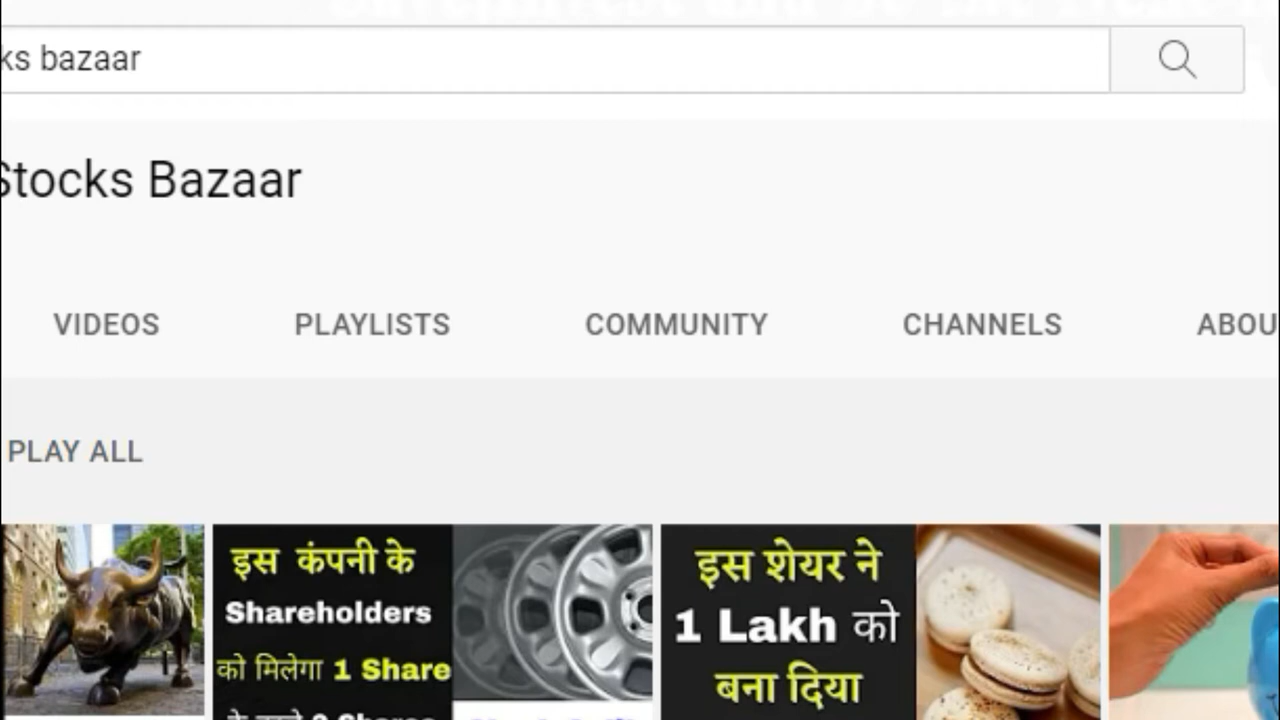 ks bazaar
Stocks Bazaar
VIDEOS PLAYLISTS COMMUNITY CHANNELS ABOU
PLAY ALL
इस कंपनी के
Shareholders
को मिलेगा 1 Share
इस शेयर ने
1 Lakh को
बना दिया